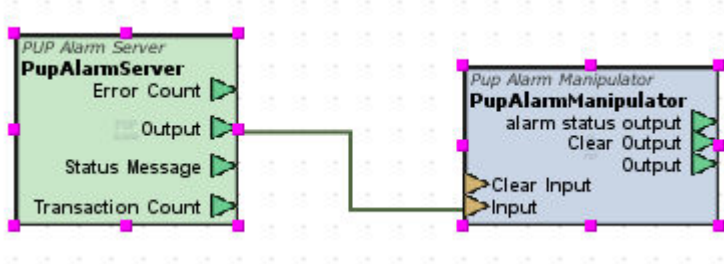 PUP Alarm Server
PupAlarmServer
Error Count
Output
Status Message
Transaction Count
Pup Alarm Manipulator
PupAlarmManipulator
alarm status output
Clear Output
Output
Clear Input
Input